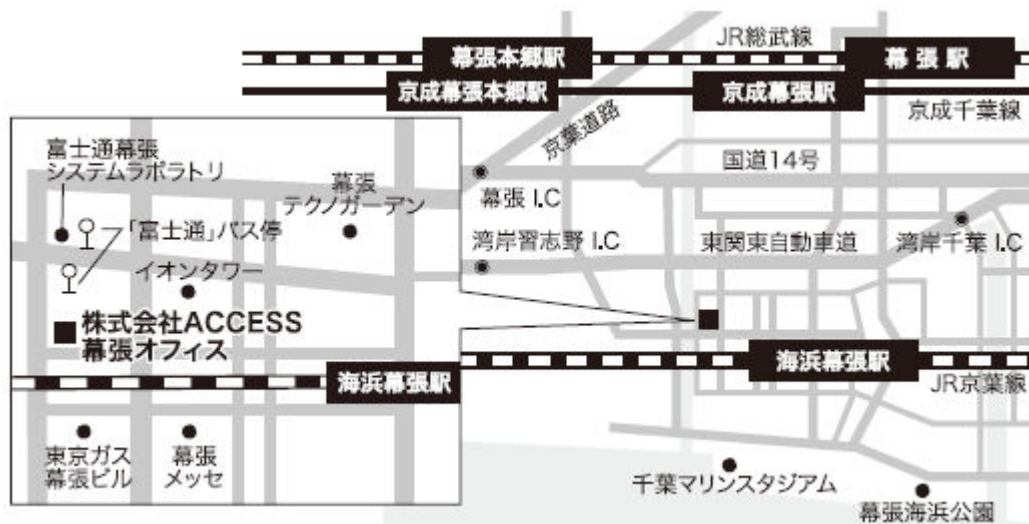 JR総武線
幕張本郷駅
幕張駅
京成幕張本郷駅
京成幕張駅
京成千葉線
京葉道路
国道14号
幕張 I.C
湾岸習志野 I.C
東関東自動車道
湾岸千葉 I.C
富士通幕張
システムラボラトリ
幕張
テクノガーデン
「富士通」バス停
イオンタワー
株式会社ACCESS
幕張オフィス
海浜幕張駅
海浜幕張駅
JR京葉線
東京ガス
幕張ビル
幕張
メッセ
千葉マリンスタジアム
幕張海浜公園